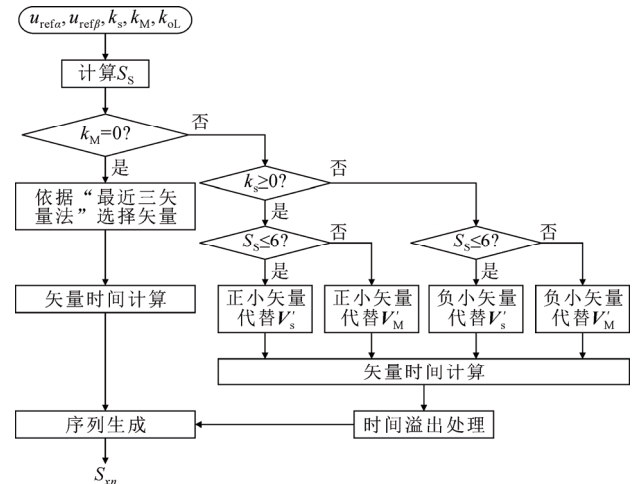 u_refα, u_refβ, k_s, k_M, k_oL
计算S_S
k_M=0?
否
是
k_s≥0?
否
依据“最近三矢
量法”选择矢量
是
S_S≤6?
否
S_S≤6?
否
是
是
矢量时间计算
正小矢量
代替V'_s
正小矢量
代替V'_M
负小矢量
代替V'_s
负小矢量
代替V'_M
矢量时间计算
序列生成
时间溢出处理
S_xn